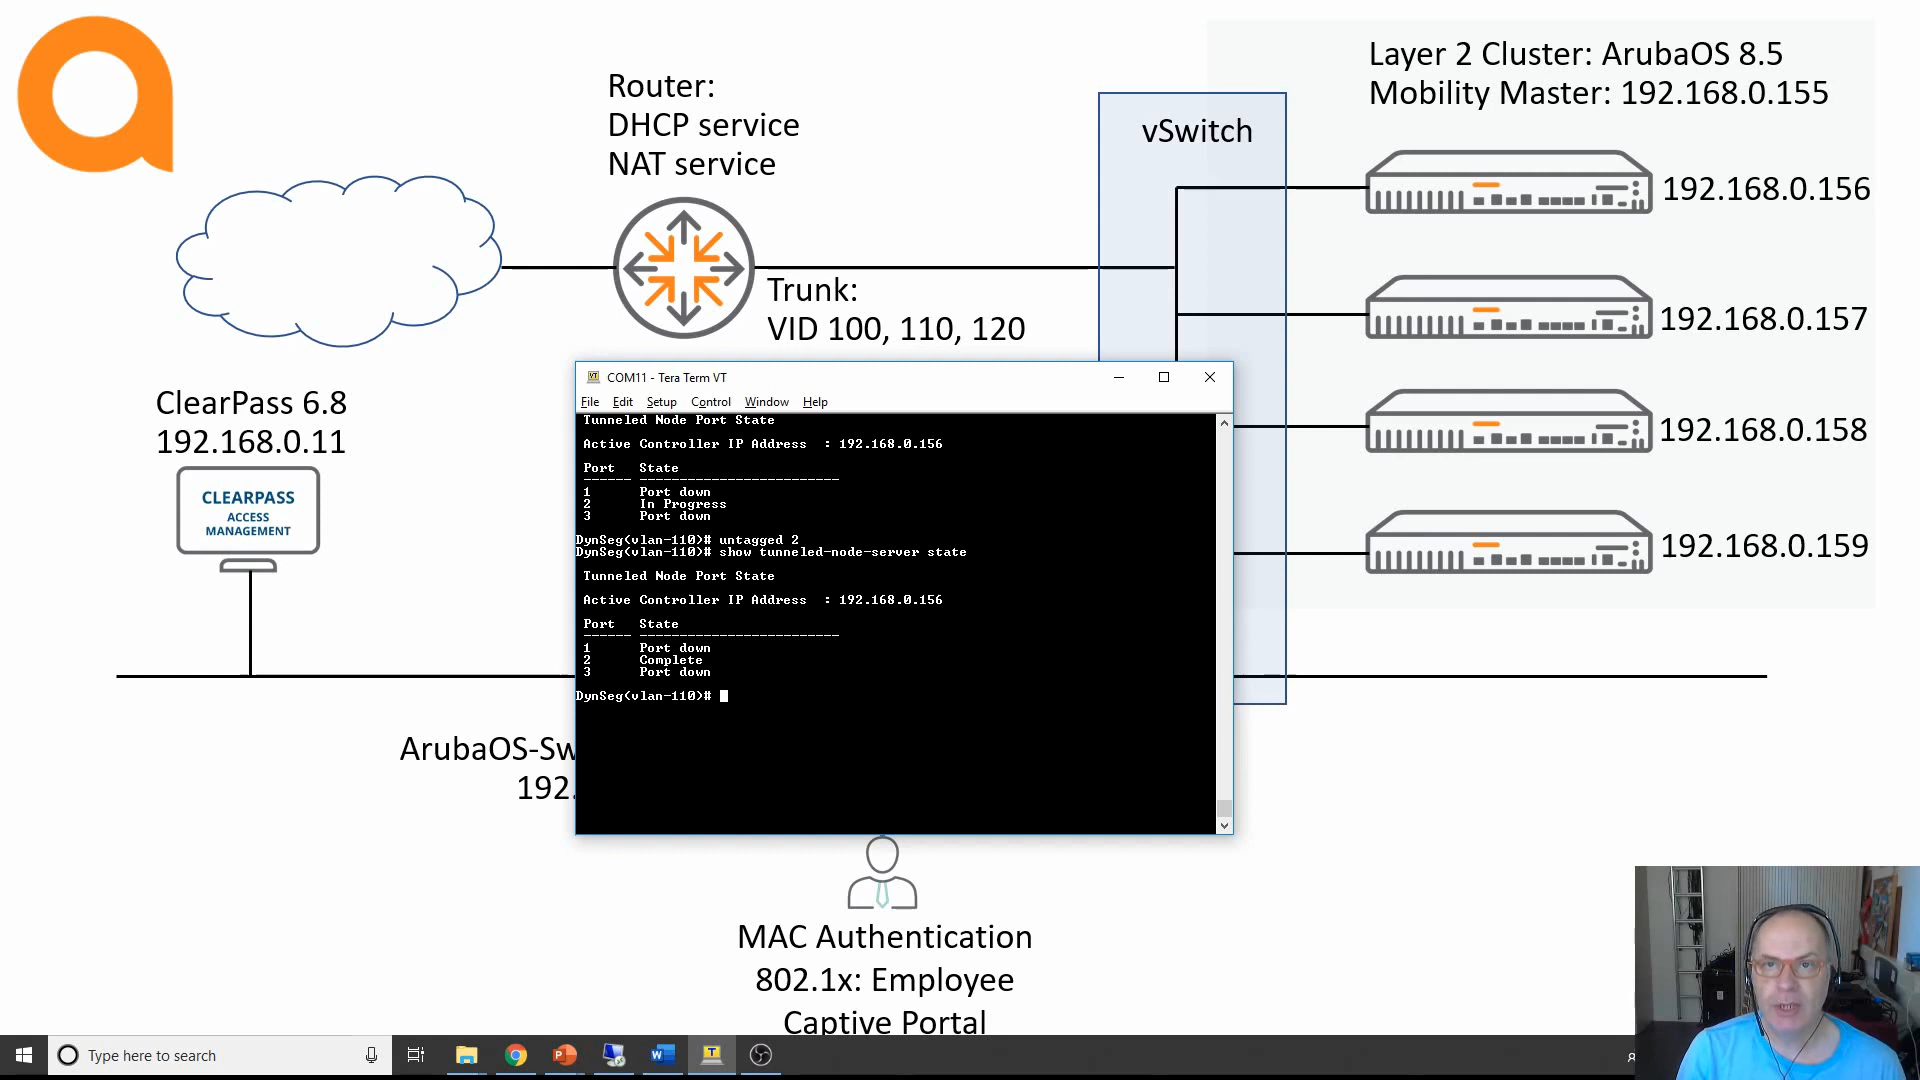 Layer 2 Cluster: ArubaOS 8.5
Mobility Master: 192.168.0.155
Router:
DHCP service
NAT service
vSwitch
192.168.0.156
Trunk:
VID 100, 110, 120
192.168.0.157
ClearPass 6.8
192.168.0.11
CLEARPASS
ACCESS
MANAGEMENT
192.168.0.158
192.168.0.159
COM11 - Tera Term VT
File Edit Setup Control Window Help
Tunneled Node Port State
Active Controller IP Address : 192.168.0.156
Port State
------ -------------------------
1 Port down
2 In Progress
3 Port down
DynSeg(vlan-110)# untagged 2
DynSeg(vlan-110)# show tunneled-node-server state
Tunneled Node Port State
Active Controller IP Address : 192.168.0.156
Port State
------ -------------------------
1 Port down
2 Complete
3 Port down
DynSeg(vlan-110)#
ArubaOS-Sw
192.
MAC Authentication
802.1x: Employee
Captive Portal
Type here to search